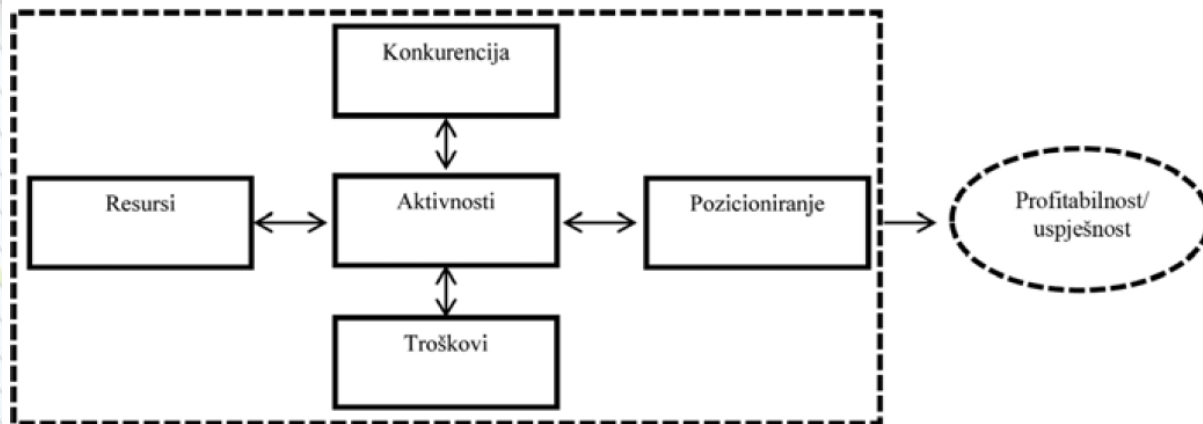 Konkurencija
Resursi
Aktivnosti
Pozicioniranje
Profitabilnost/
uspješnost
Troškovi